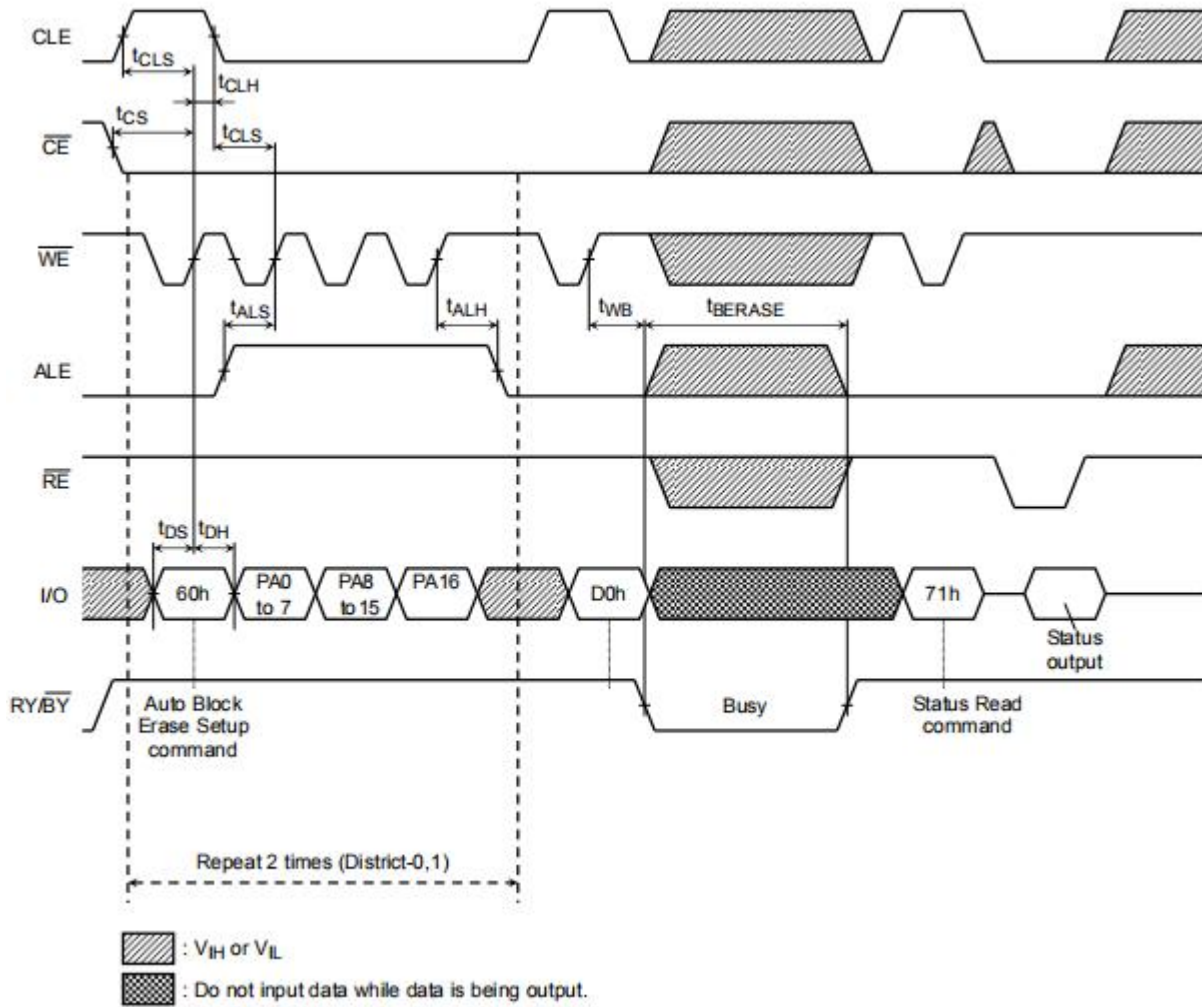 CLE
tCLS
tCLH
tCS
tCLS
CE
WE
tALS
tALH
tWB
tBERASE
ALE
RE
tDS
tDH
I/O
60h
PA0
to 7
PA8
to 15
PA16
D0h
71h
Status
output
RY/BY
Auto Block
Erase Setup
command
Busy
Status Read
command
Repeat 2 times (District-0,1)
: VIH or VIL
: Do not input data while data is being output.